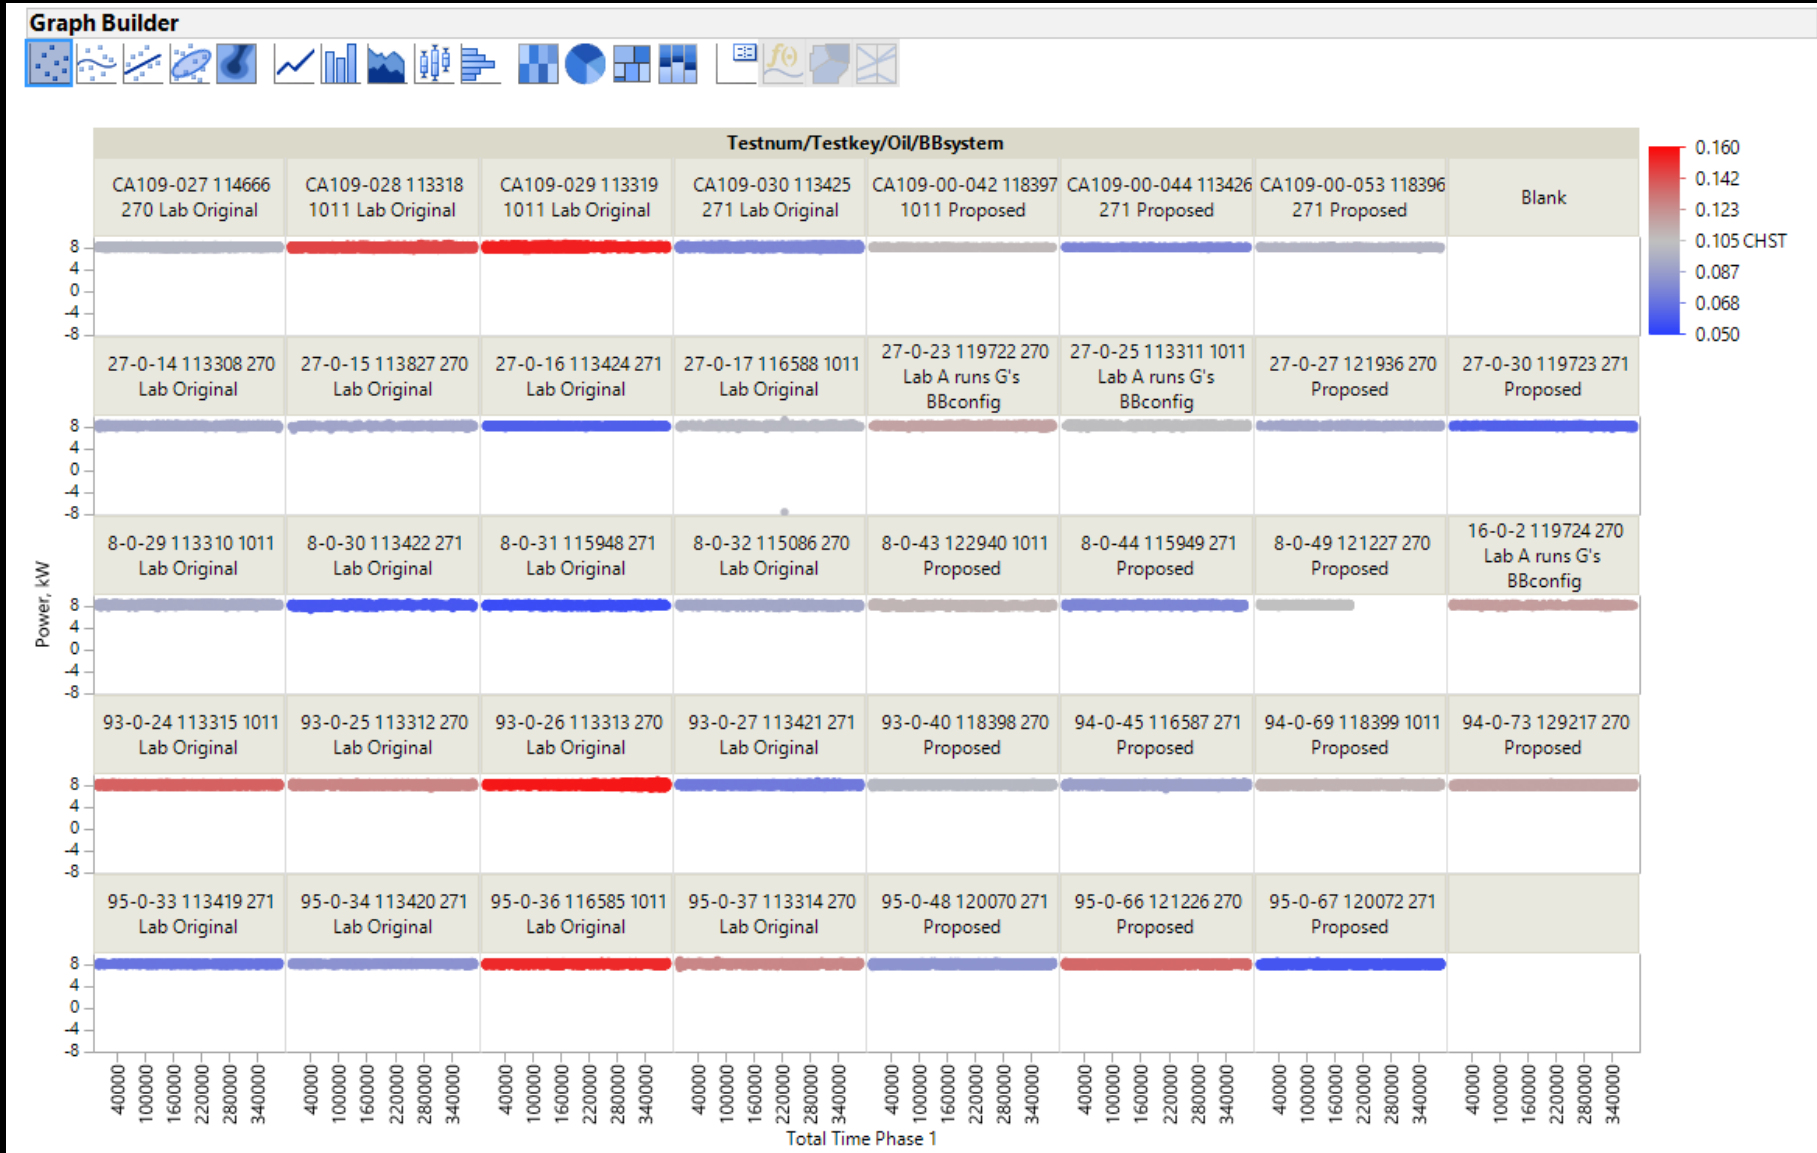 Graph Builder
Testnum/Testkey/Oil/BBsystem
CA109-027 114666
270 Lab Original
CA109-028 113318
1011 Lab Original
CA109-029 113319
1011 Lab Original
CA109-030 113425
271 Lab Original
CA109-00-042 118397
1011 Proposed
CA109-00-044 113426
271 Proposed
CA109-00-053 118396
271 Proposed
Blank
0.160
0.142
0.123
0.105 CHST
0.087
0.068
0.050
8
4
0
-4
-8
27-0-14 113308 270
Lab Original
27-0-15 113827 270
Lab Original
27-0-16 113424 271
Lab Original
27-0-17 116588 1011
Lab Original
27-0-23 119722 270
Lab A runs G's
BBconfig
27-0-25 113311 1011
Lab A runs G's
BBconfig
27-0-27 121936 270
Proposed
27-0-30 119723 271
Proposed
8
4
0
-4
-8
8-0-29 113310 1011
Lab Original
8-0-30 113422 271
Lab Original
8-0-31 115948 271
Lab Original
8-0-32 115086 270
Lab Original
8-0-43 122940 1011
Proposed
8-0-44 115949 271
Proposed
8-0-49 121227 270
Proposed
16-0-2 119724 270
Lab A runs G's
BBconfig
Power, kW
8
4
0
-4
-8
93-0-24 113315 1011
Lab Original
93-0-25 113312 270
Lab Original
93-0-26 113313 270
Lab Original
93-0-27 113421 271
Lab Original
93-0-40 118398 270
Proposed
94-0-45 116587 271
Proposed
94-0-69 118399 1011
Proposed
94-0-73 129217 270
Proposed
8
4
0
-4
-8
95-0-33 113419 271
Lab Original
95-0-34 113420 271
Lab Original
95-0-36 116585 1011
Lab Original
95-0-37 113314 270
Lab Original
95-0-48 120070 271
Proposed
95-0-66 121226 270
Proposed
95-0-67 120072 271
Proposed
8
4
0
-4
-8
40000
100000
160000
220000
280000
340000
40000
100000
160000
220000
280000
340000
40000
100000
160000
220000
280000
340000
40000
100000
160000
220000
280000
340000
40000
100000
160000
220000
280000
340000
40000
100000
160000
220000
280000
340000
40000
100000
160000
220000
280000
340000
40000
100000
160000
220000
280000
340000
Total Time Phase 1